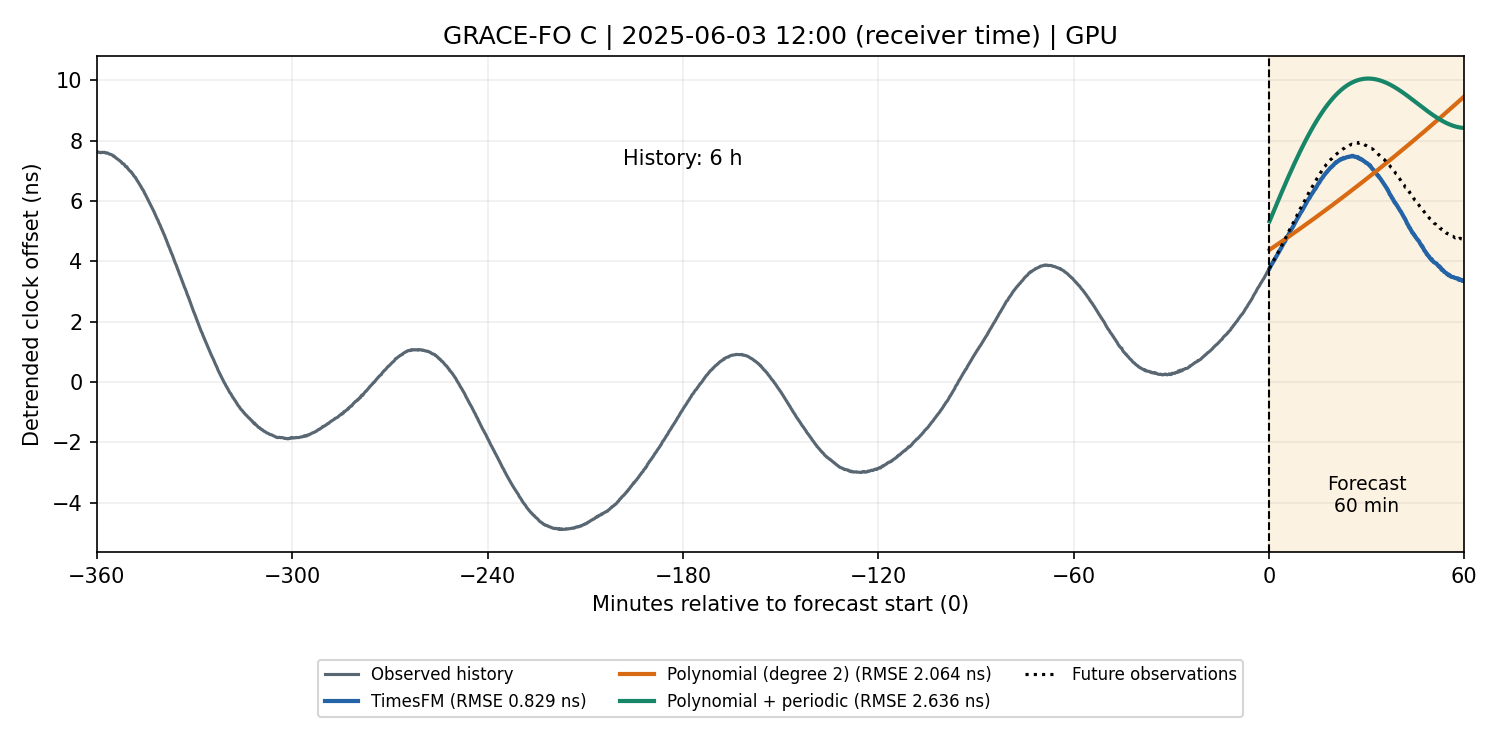 GRACE-FO C | 2025-06-03 12:00 (receiver time) | GPU
Detrended clock offset (ns)
10
8
6
4
2
0
−2
−4
History: 6 h
Forecast
60 min
−360
−300
−240
−180
−120
−60
0
60
Minutes relative to forecast start (0)
Observed history
TimesFM (RMSE 0.829 ns)
Polynomial (degree 2) (RMSE 2.064 ns)
Polynomial + periodic (RMSE 2.636 ns)
Future observations